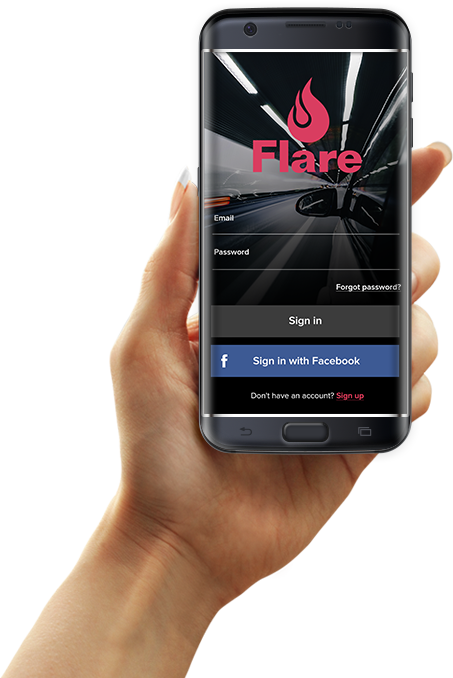 Flare
Email
Password
Forgot password?
Sign in
f Sign in with Facebook
Don't have an account? Sign up